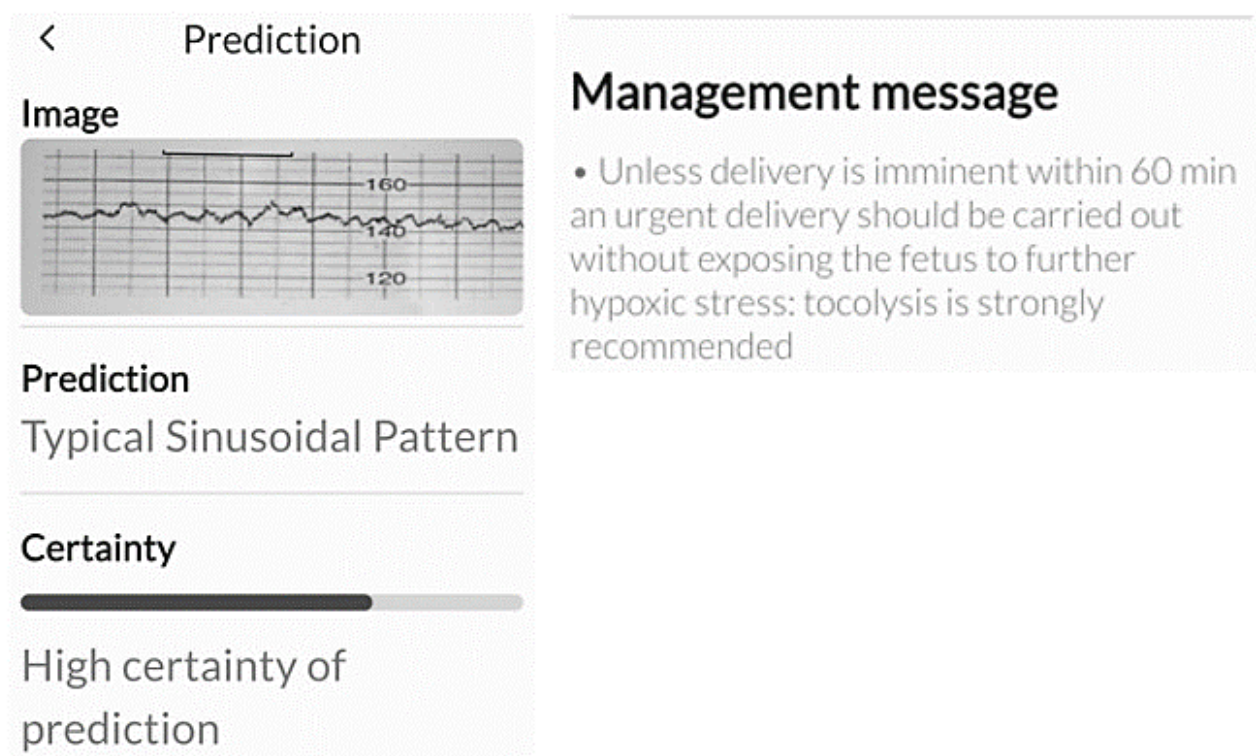 Prediction
Image
160
140
120
Prediction
Typical Sinusoidal Pattern
Certainty
High certainty of
prediction
Management message
• Unless delivery is imminent within 60 min
an urgent delivery should be carried out
without exposing the fetus to further
hypoxic stress: tocolysis is strongly
recommended